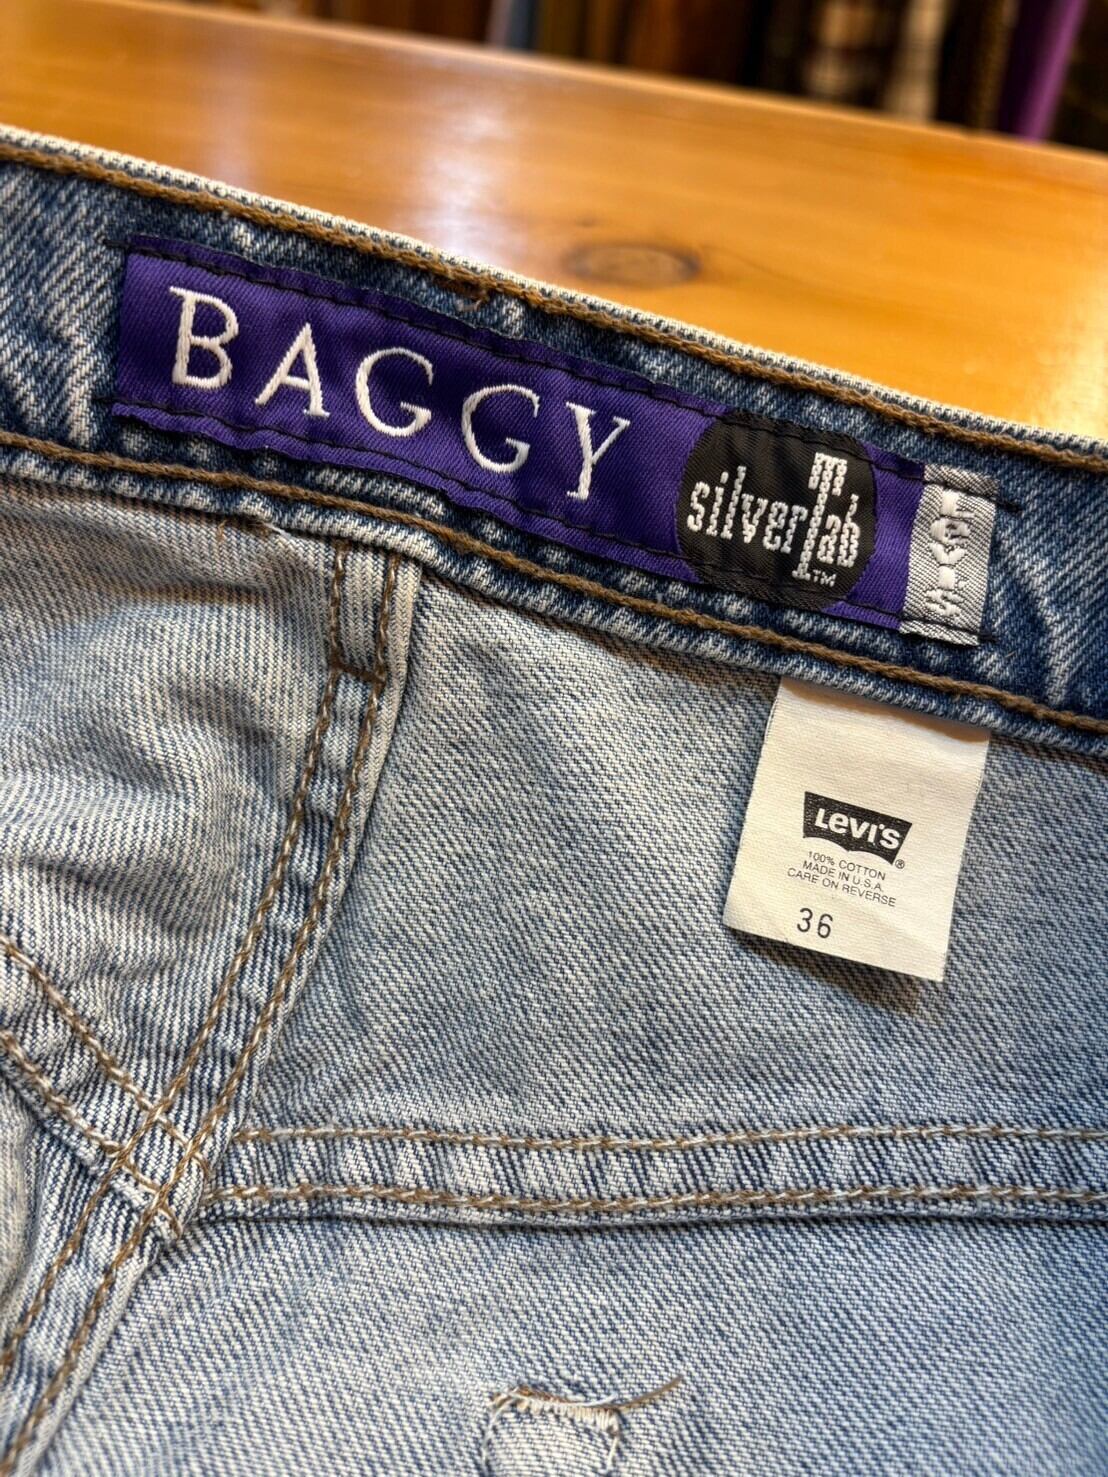 BAGGY
silverTab
TM
Levi's
LEVI'S
®
100% COTTON
MADE IN U.S.A.
CARE ON REVERSE
36